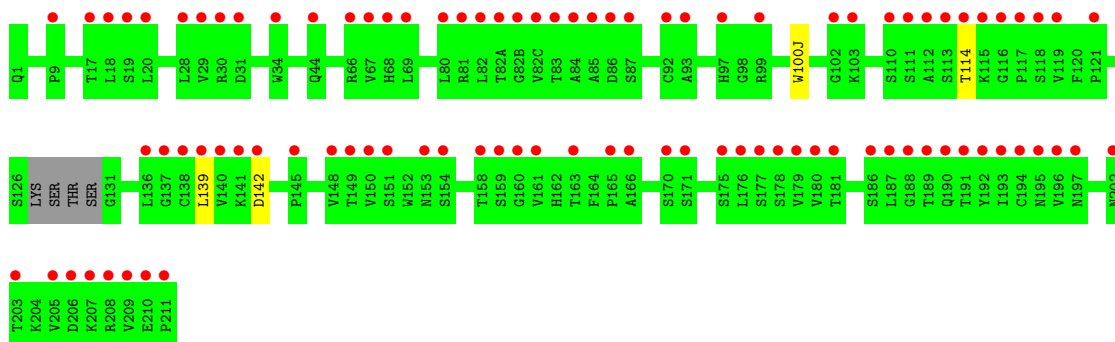 Q1 P9 T17 L18 S19 L20 L28 V29 R30 D31 W34 Q44 R66 V67 H68 L69 L80 R81 L82 T82A G82B V82C T83 A84 A85 D86 S87 C92 A93 H97 G98 R99 W100J G102 K103 S110 S111 A112 S113 T114 K115 G116 P117 S118 V119 F120 P121
S126 LYS SER THR SER G131 L136 G137 C138 L139 V140 K141 D142 P145 V148 T149 V150 S151 W152 N153 S154 T158 S159 G160 V161 H162 T163 F164 P165 A166 S170 S171 S175 L176 S177 S178 V179 V180 T181 S186 L187 G188 T189 Q190 T191 Y192 I193 C194 N195 V196 N197 N202
T203 K204 V205 D206 K207 R208 V209 E210 P211